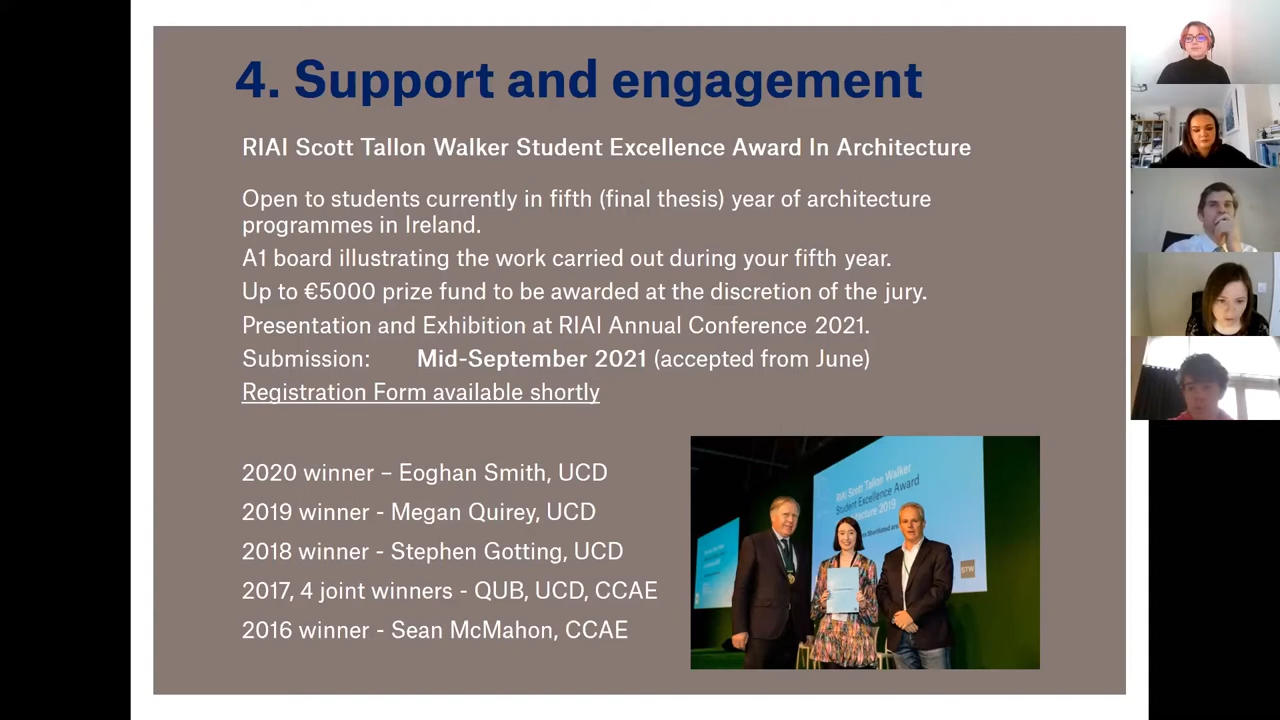 4. Support and engagement
RIAI Scott Tallon Walker Student Excellence Award In Architecture
Open to students currently in fifth (final thesis) year of architecture
programmes in Ireland.
A1 board illustrating the work carried out during your fifth year.
Up to €5000 prize fund to be awarded at the discretion of the jury.
Presentation and Exhibition at RIAI Annual Conference 2021.
Submission: Mid-September 2021 (accepted from June)
Registration Form available shortly
2020 winner – Eoghan Smith, UCD
2019 winner - Megan Quirey, UCD
2018 winner - Stephen Gotting, UCD
2017, 4 joint winners - QUB, UCD, CCAE
2016 winner - Sean McMahon, CCAE
RIAI Scott Tallon Walker
Student Excellence Award
2019
Shortlisted are
STW